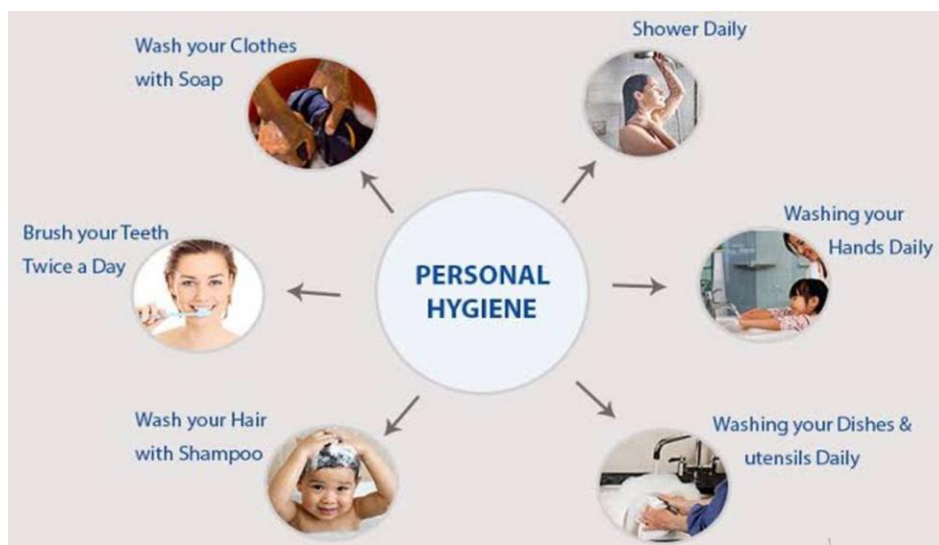 Wash your Clothes
with Soap
Shower Daily
Brush your Teeth
Twice a Day
PERSONAL
HYGIENE
Washing your
Hands Daily
Wash your Hair
with Shampoo
Washing your Dishes &
utensils Daily